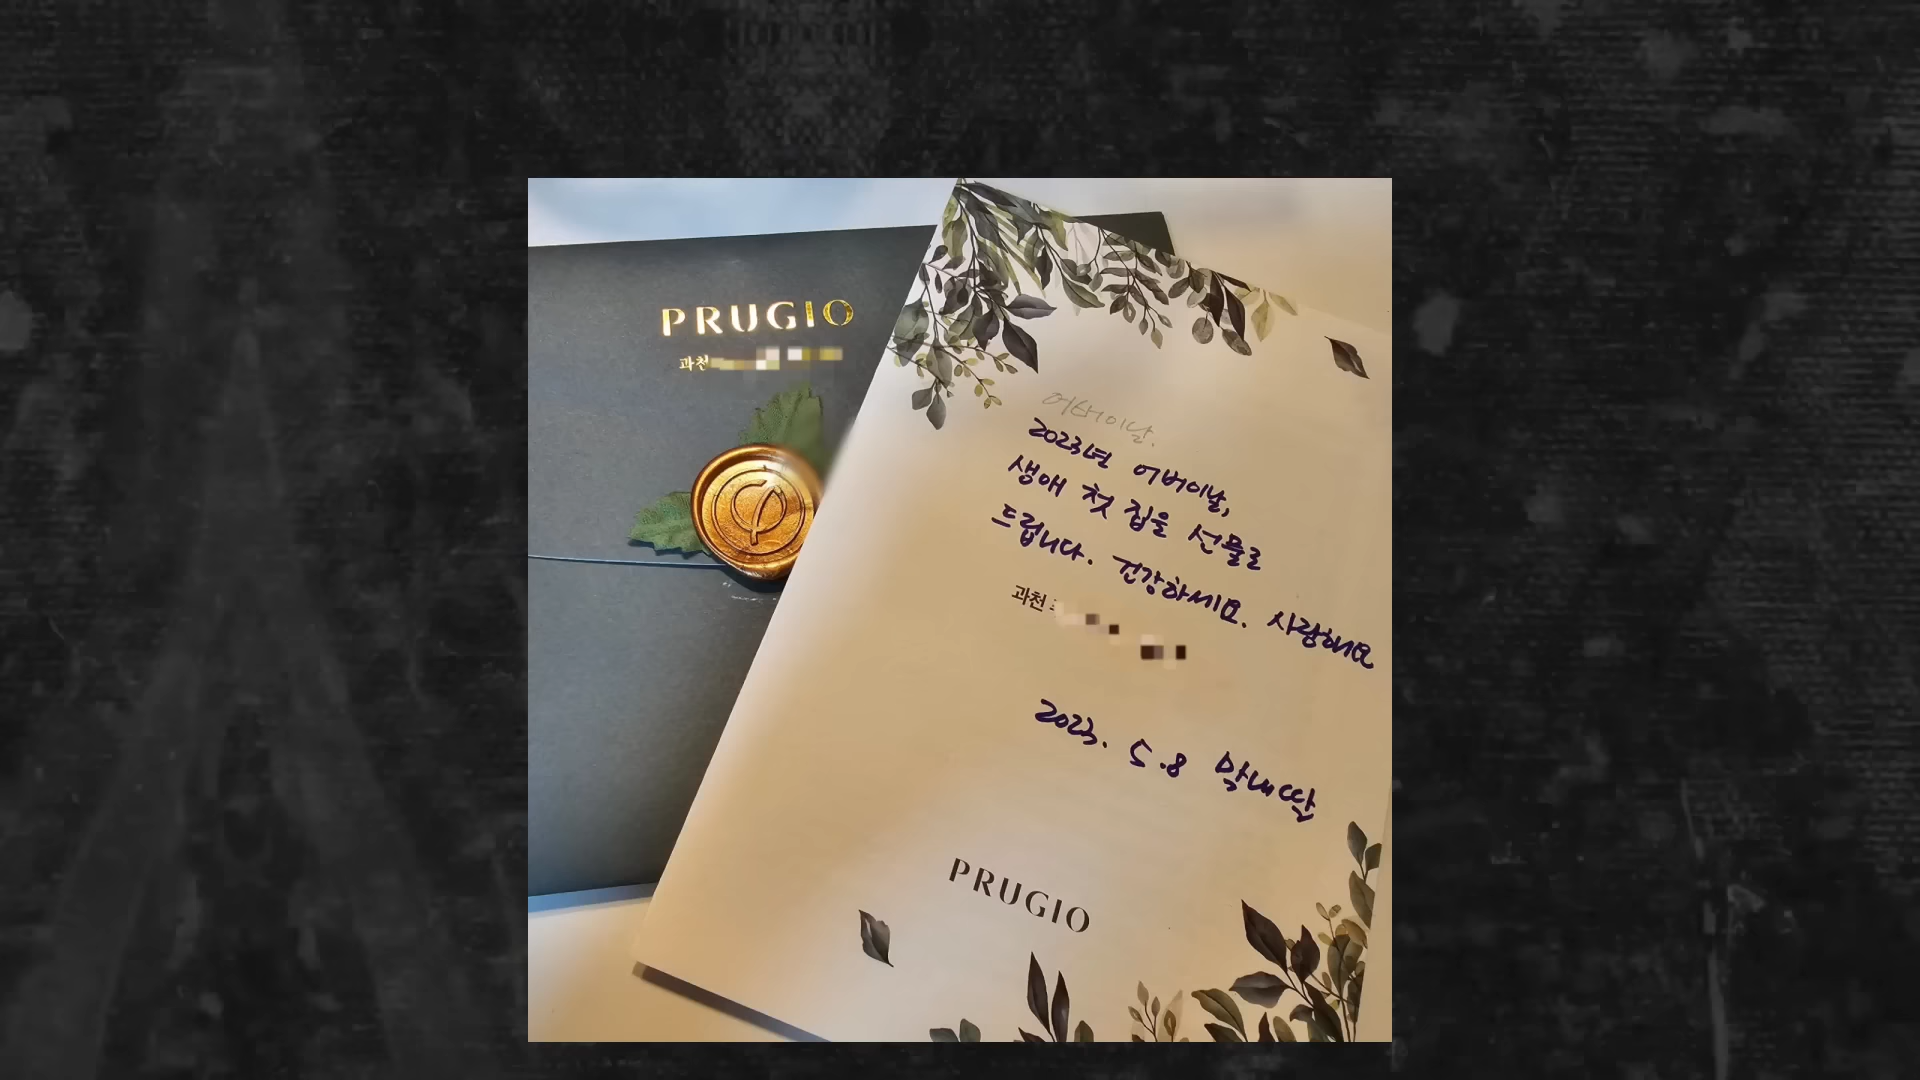 PRUGIO
과천
어버이날.
2023년 어버이날,
생애 첫 집을 선물로
드립니다. 건강하세요. 사랑해요
과천
2023. 5.8 막내딸
PRUGIO